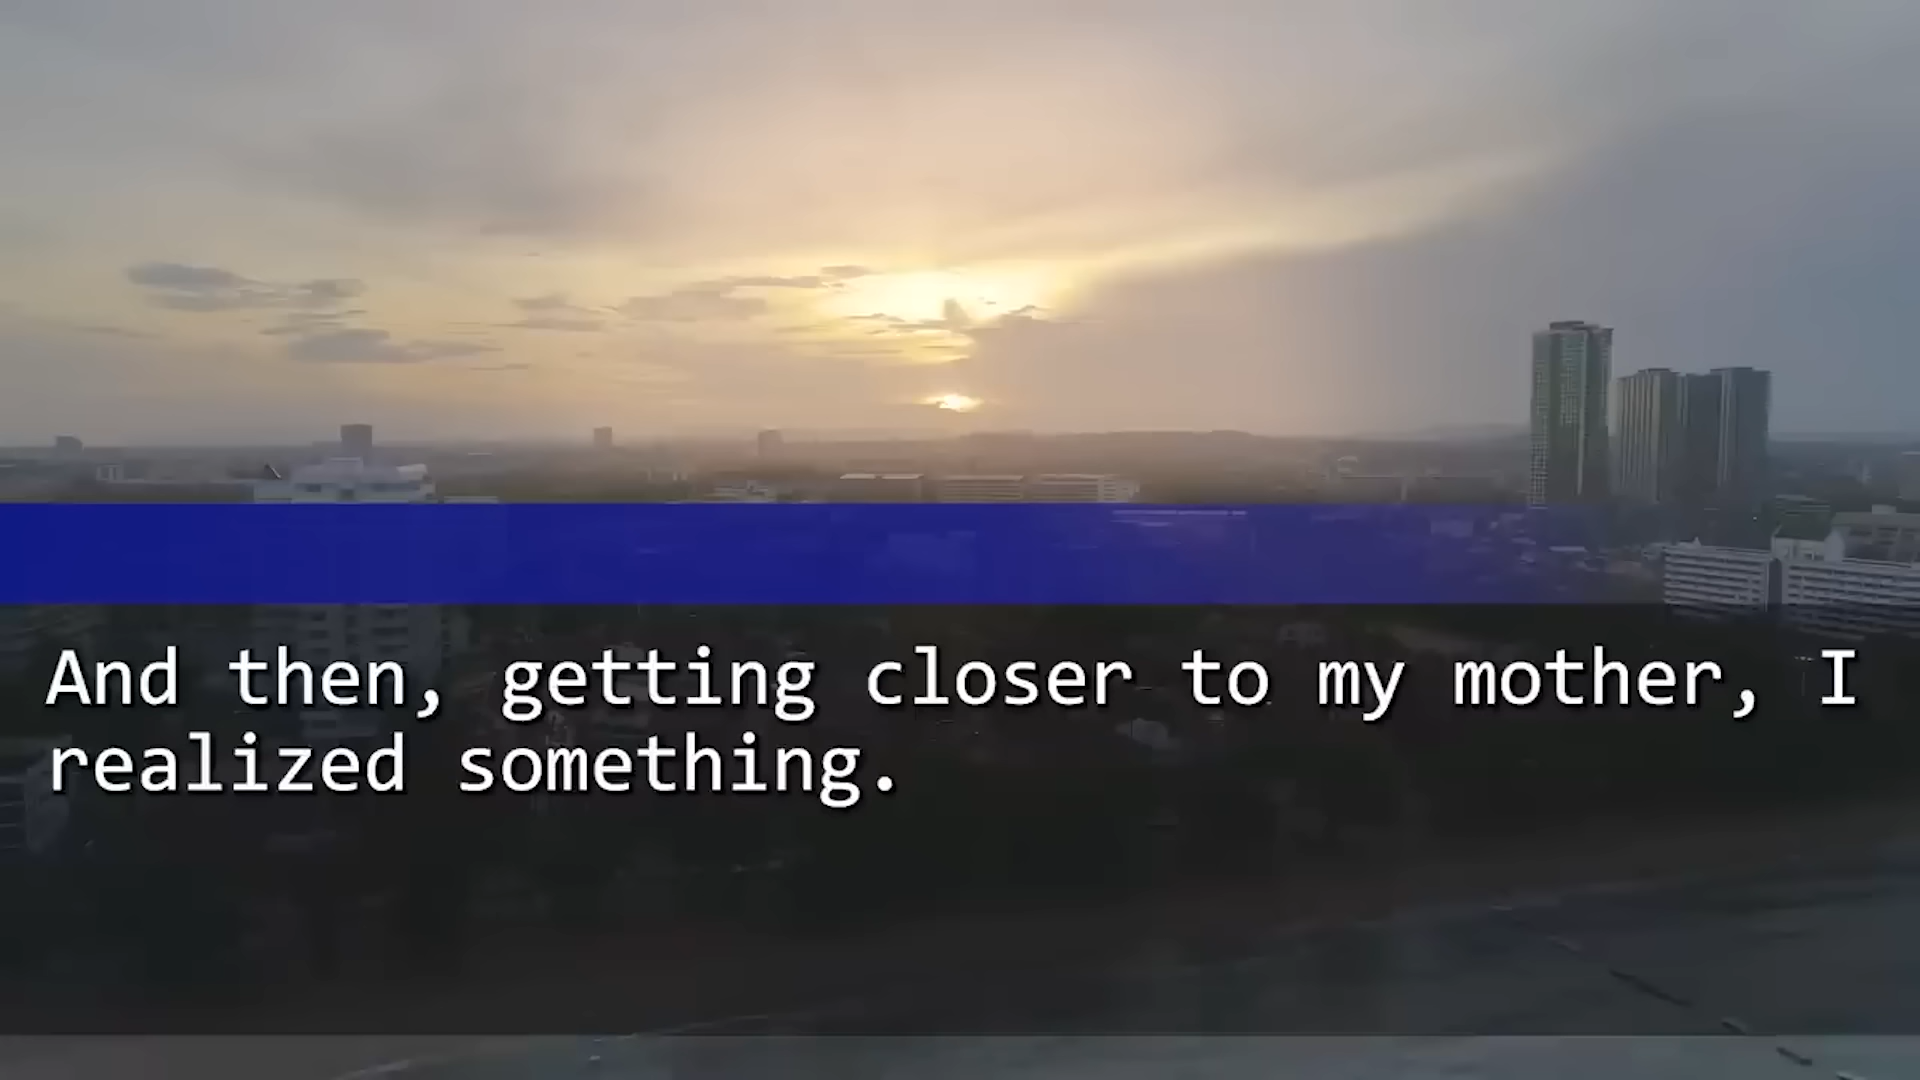 And then, getting closer to my mother, I
realized something.